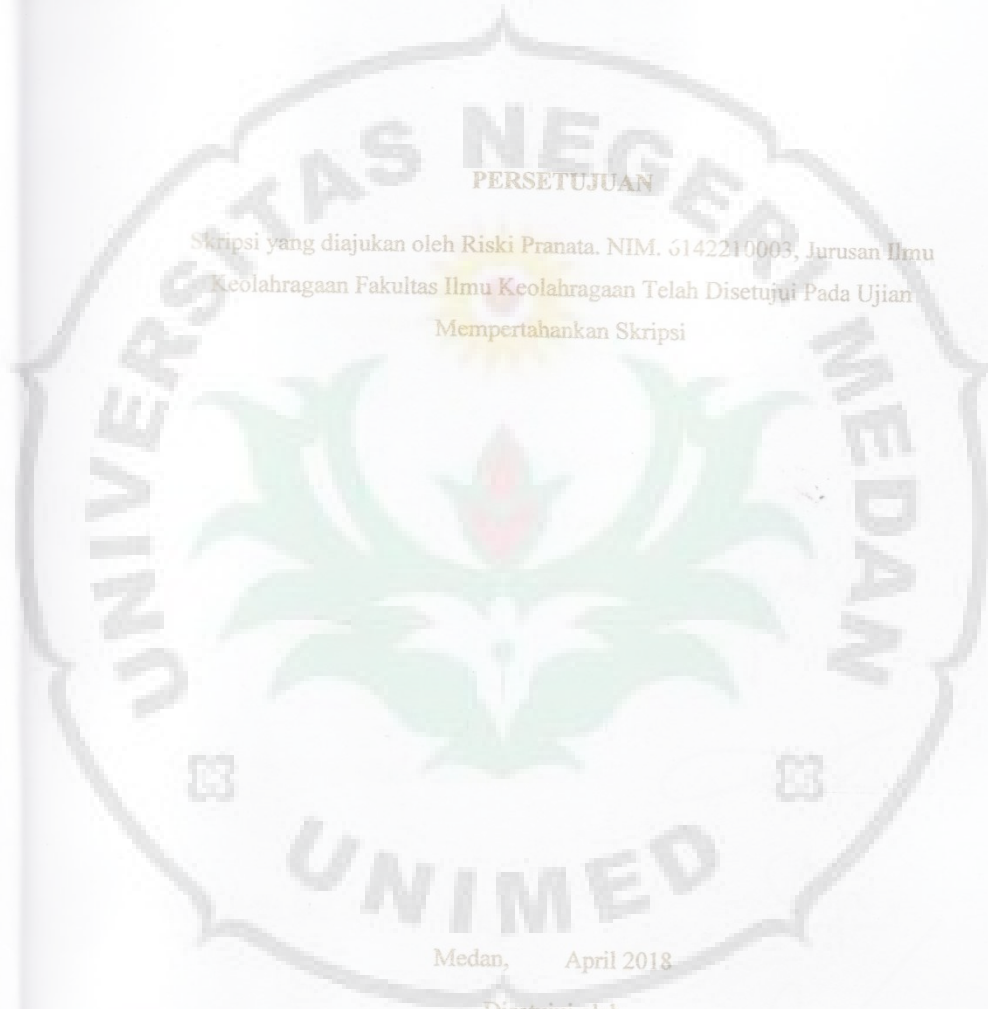 UNIVERSITAS NEGERI MEDAN
PERSETUJUAN
Skripsi yang diajukan oleh Riski Pranata. NIM. 6142210003, Jurusan Ilmu
Keolahragaan Fakultas Ilmu Keolahragaan Telah Disetujui Pada Ujian
Mempertahankan Skripsi
UNIMED
Medan, April 2018